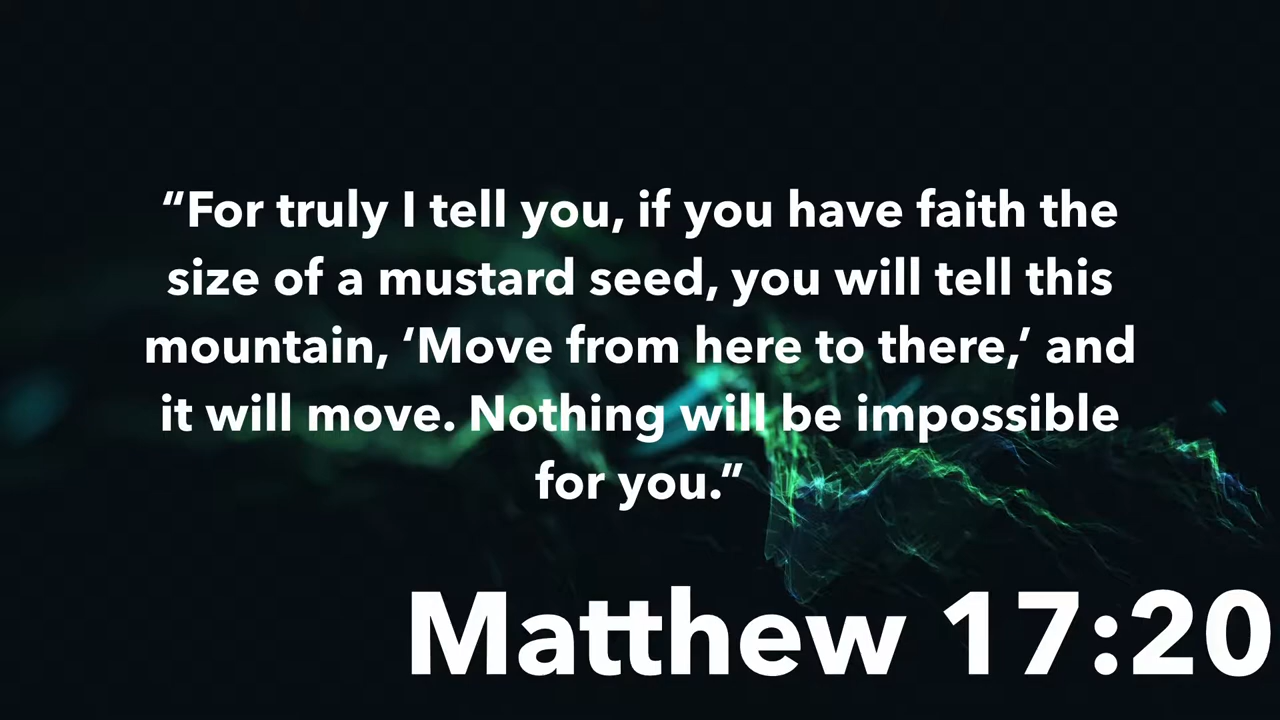 “For truly I tell you, if you have faith the
size of a mustard seed, you will tell this
mountain, ‘Move from here to there,’ and
it will move. Nothing will be impossible
for you.”
Matthew 17:20